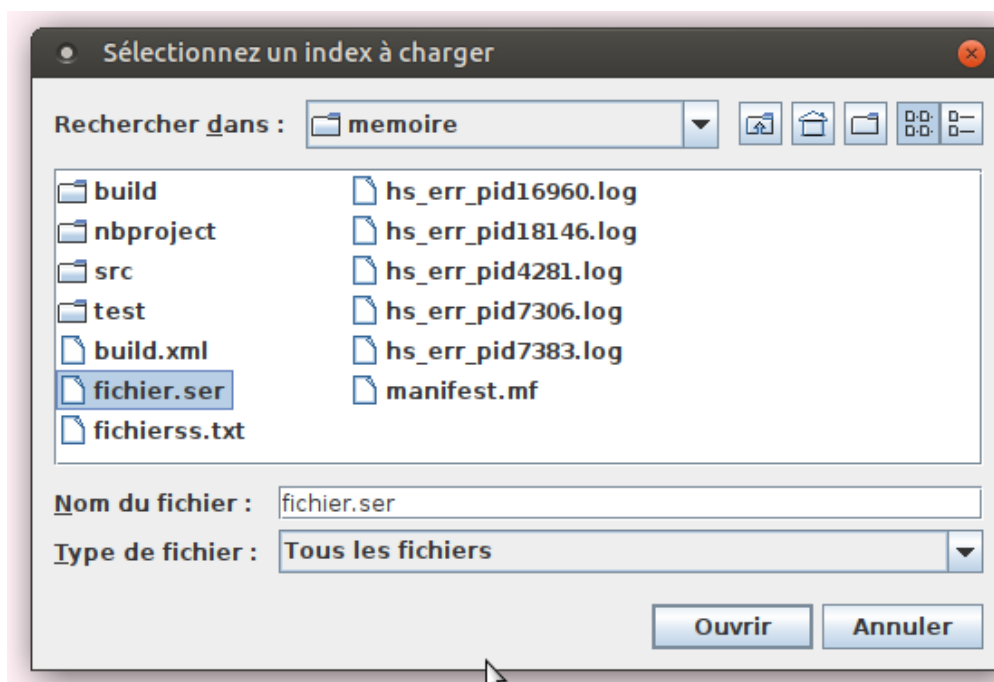 Sélectionnez un index à charger
Rechercher dans :
memoire
build
nbproject
src
test
build.xml
fichier.ser
fichierss.txt
hs_err_pid16960.log
hs_err_pid18146.log
hs_err_pid4281.log
hs_err_pid7306.log
hs_err_pid7383.log
manifest.mf
Nom du fichier : fichier.ser
Type de fichier : Tous les fichiers
Ouvrir Annuler